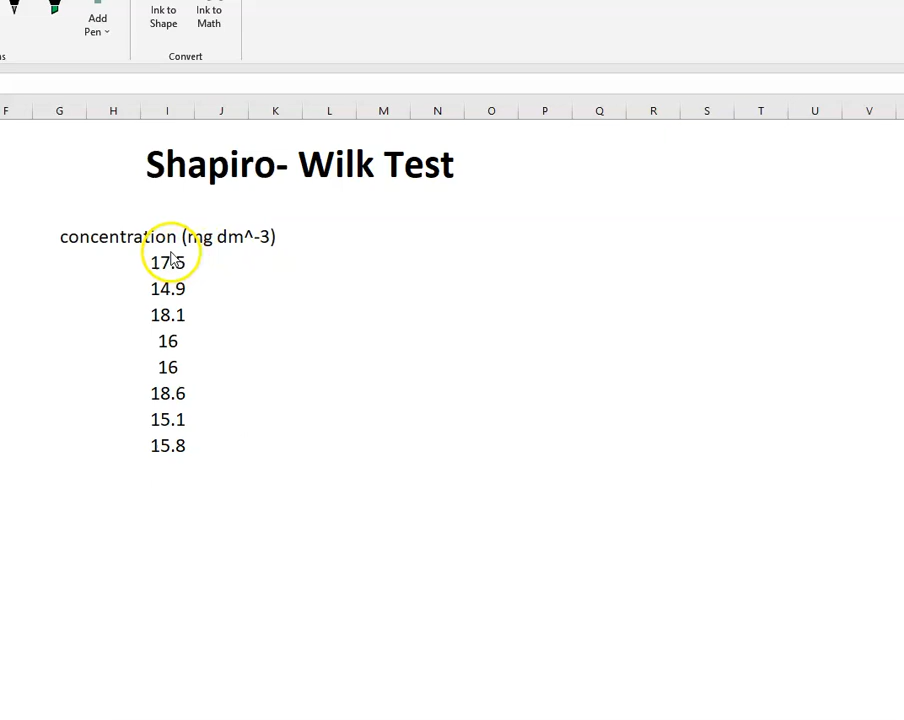 Add
Pen
Ink to
Shape
Ink to
Math
Convert
F G H I J K L M N O P Q R S T U V
Shapiro- Wilk Test
concentration (mg dm^-3)
17.5
14.9
18.1
16
16
18.6
15.1
15.8